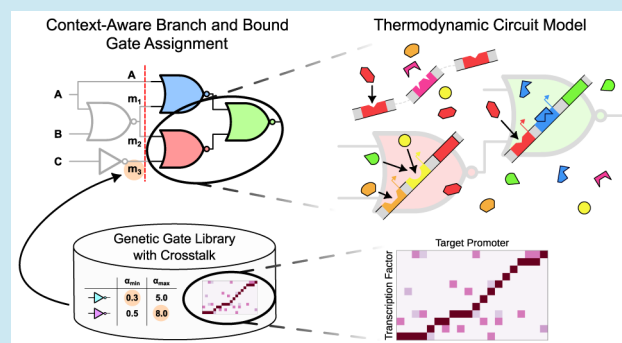 Context-Aware Branch and Bound
Gate Assignment
Thermodynamic Circuit Model
A
A
m1
B
m2
C
m3
Genetic Gate Library
with Crosstalk
αmin αmax
0.3 5.0
0.5 8.0
Target Promoter
Transcription Factor